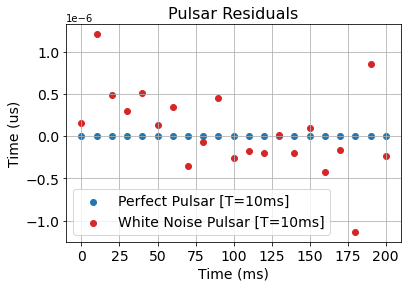 Pulsar Residuals
1e-6
1.0
0.5
0.0
−0.5
−1.0
Time (us)
Perfect Pulsar [T=10ms]
White Noise Pulsar [T=10ms]
0 25 50 75 100 125 150 175 200
Time (ms)